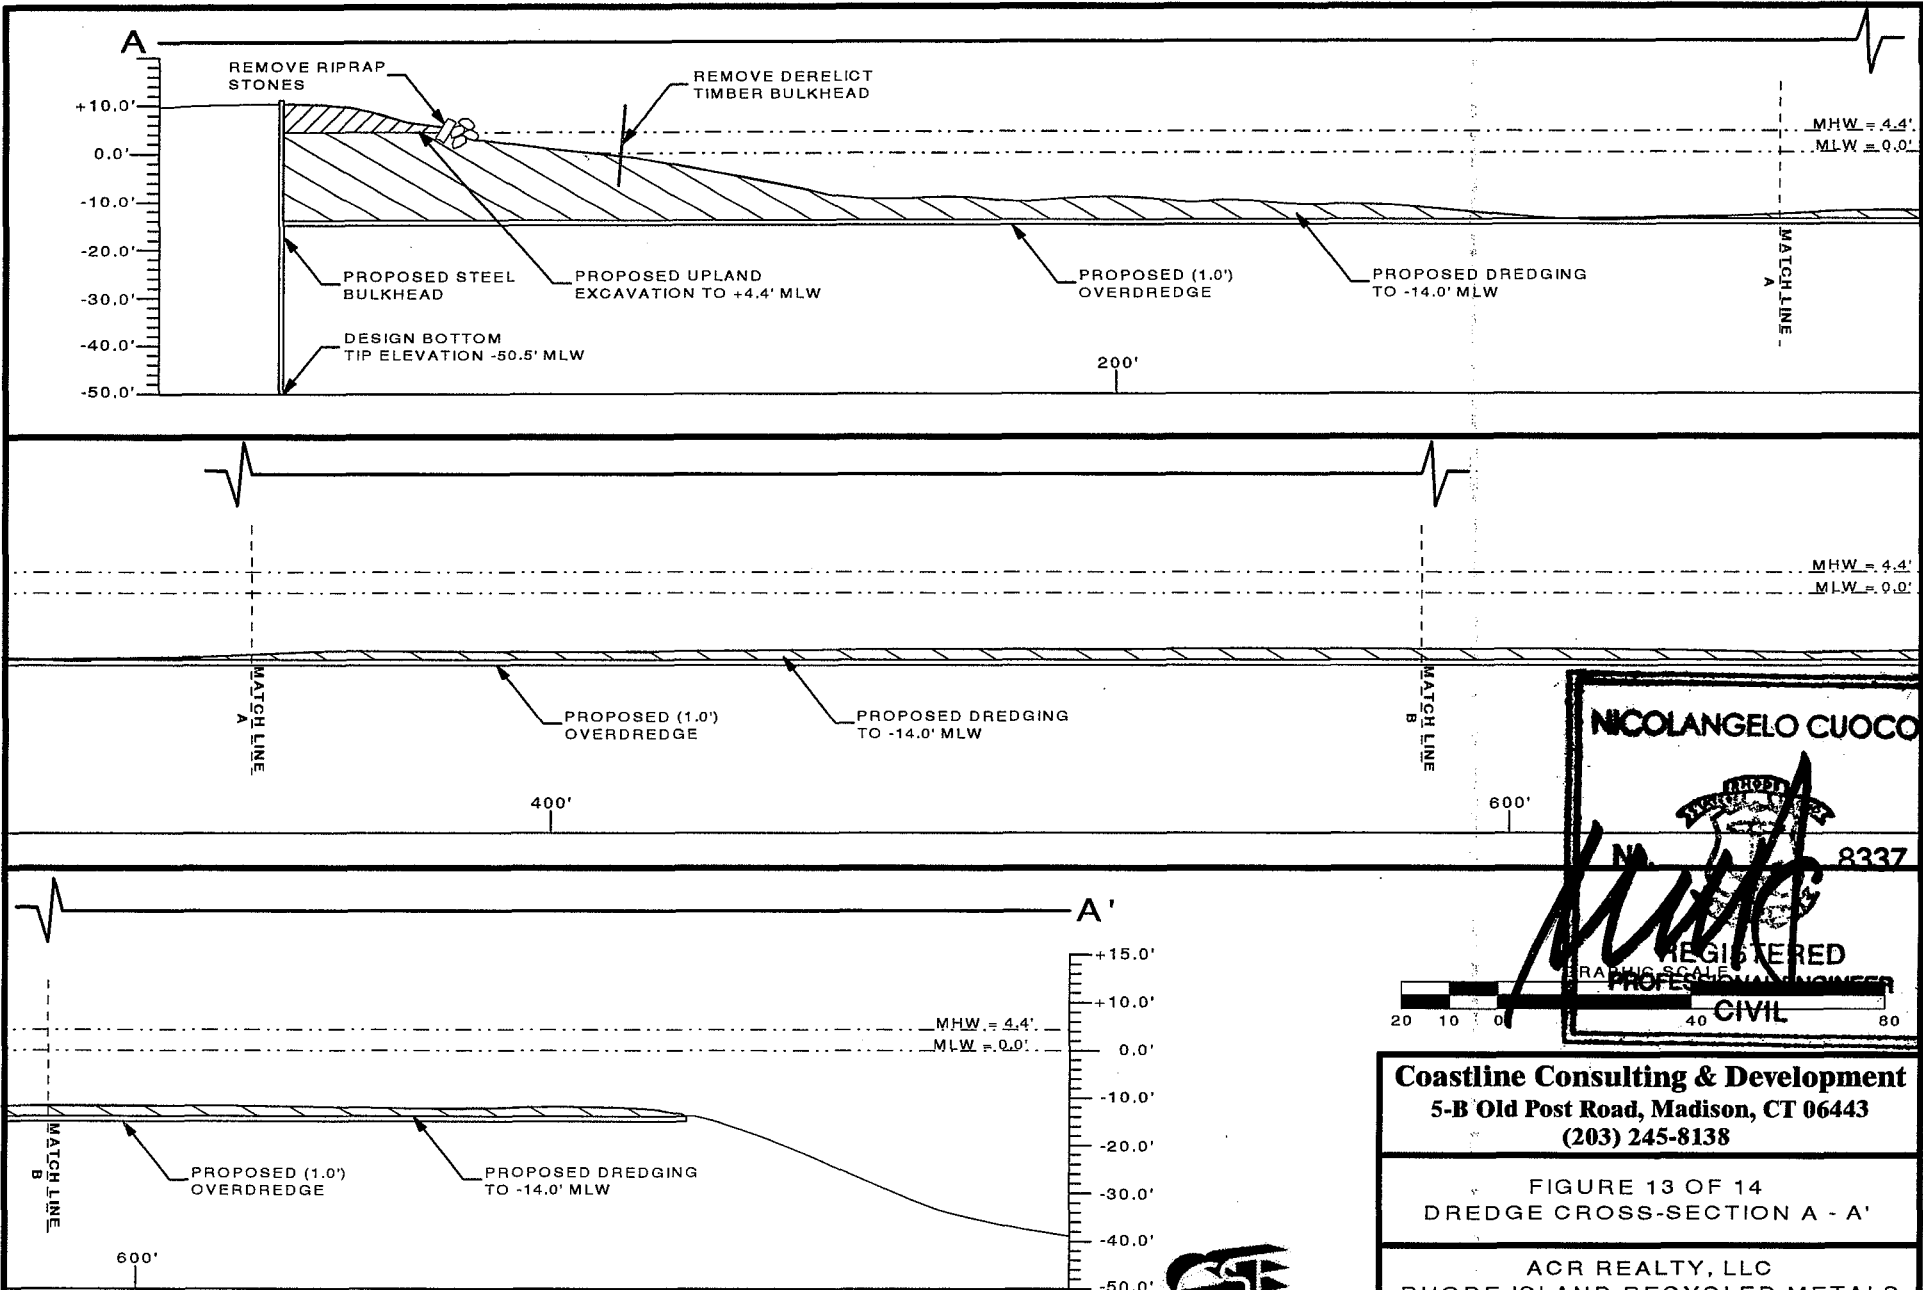 A
REMOVE RIPRAP
STONES
REMOVE DERELICT
TIMBER BULKHEAD
+10.0'
0.0'
-10.0'
-20.0'
-30.0'
-40.0'
-50.0'
MHW = 4.4'
MLW = 0.0'
PROPOSED STEEL
BULKHEAD
PROPOSED UPLAND
EXCAVATION TO +4.4' MLW
PROPOSED (1.0')
OVERDREDGE
PROPOSED DREDGING
TO -14.0' MLW
MATCH LINE
A
DESIGN BOTTOM
TIP ELEVATION -50.5' MLW
200'
MHW = 4.4'
MLW = 0.0'
MATCH LINE
A
PROPOSED (1.0')
OVERDREDGE
PROPOSED DREDGING
TO -14.0' MLW
MATCH LINE
B
400'
600'
NICOLANGELO CUOCO
RHODE
No.
8337
REGISTERED
PROFESSIONAL ENGINEER
CIVIL
A'
+15.0'
+10.0'
0.0'
-10.0'
-20.0'
-30.0'
-40.0'
-50.0'
MHW = 4.4'
MLW = 0.0'
MATCH LINE
B
PROPOSED (1.0')
OVERDREDGE
PROPOSED DREDGING
TO -14.0' MLW
600'
GRAPHIC SCALE
20 10 0 40 80
Coastline Consulting & Development
5-B Old Post Road, Madison, CT 06443
(203) 245-8138
FIGURE 13 OF 14
DREDGE CROSS-SECTION A - A'
ACR REALTY, LLC
RHODE ISLAND RECYCLED METALS